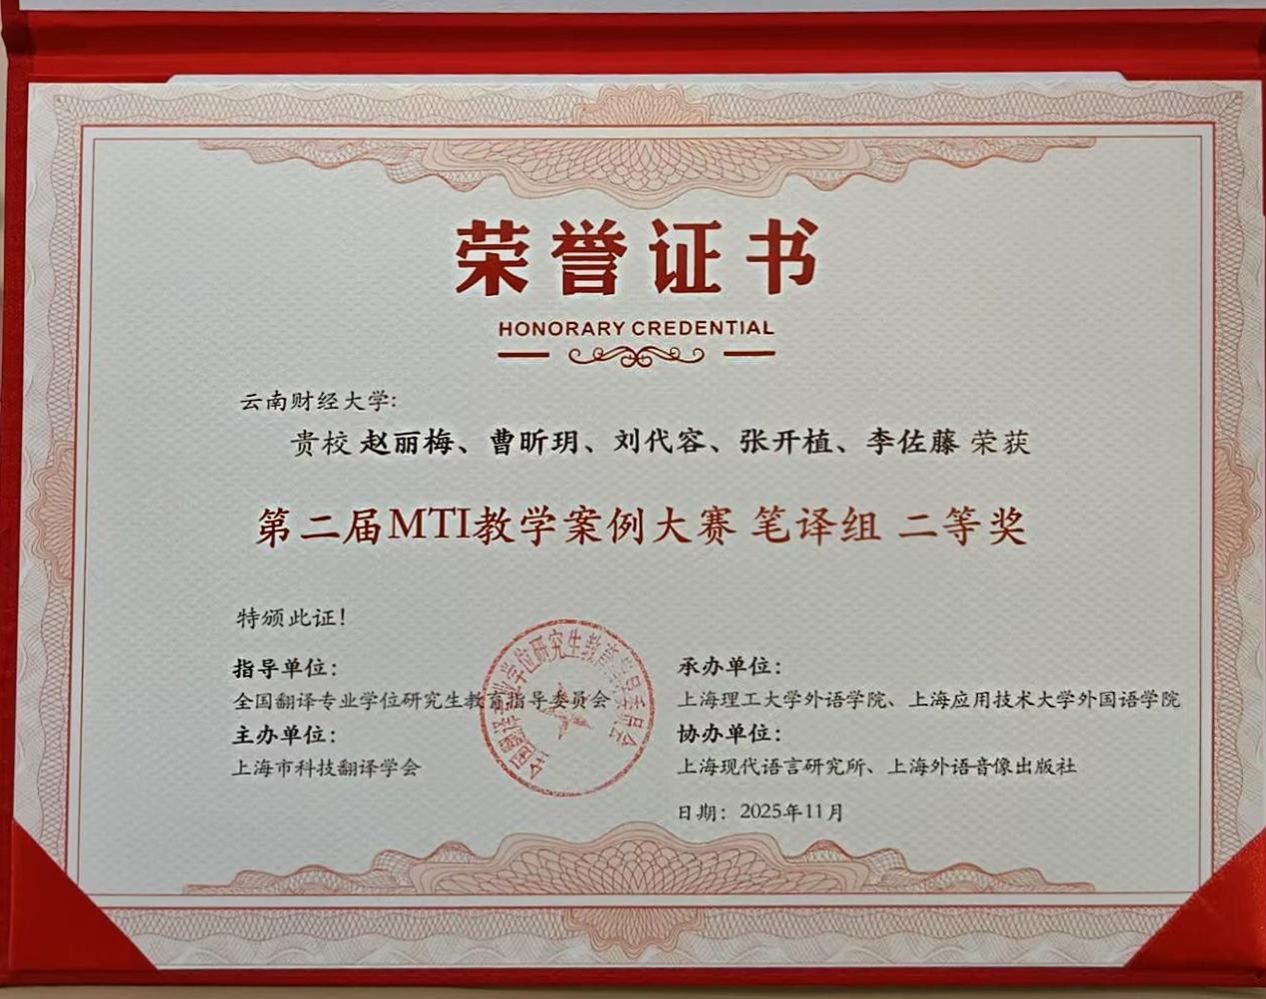 荣誉证书
HONORARY CREDENTIAL
云南财经大学:
贵校 赵丽梅、曹昕玥、刘代容、张开植、李佐藤 荣获
第二届MTI教学案例大赛 笔译组 二等奖
特颁此证！
指导单位：
全国翻译专业学位研究生教育指导委员会
主办单位：
上海市科技翻译学会
承办单位：
上海理工大学外语学院、上海应用技术大学外国语学院
协办单位：
上海现代语言研究所、上海外语音像出版社
日期：2025年11月